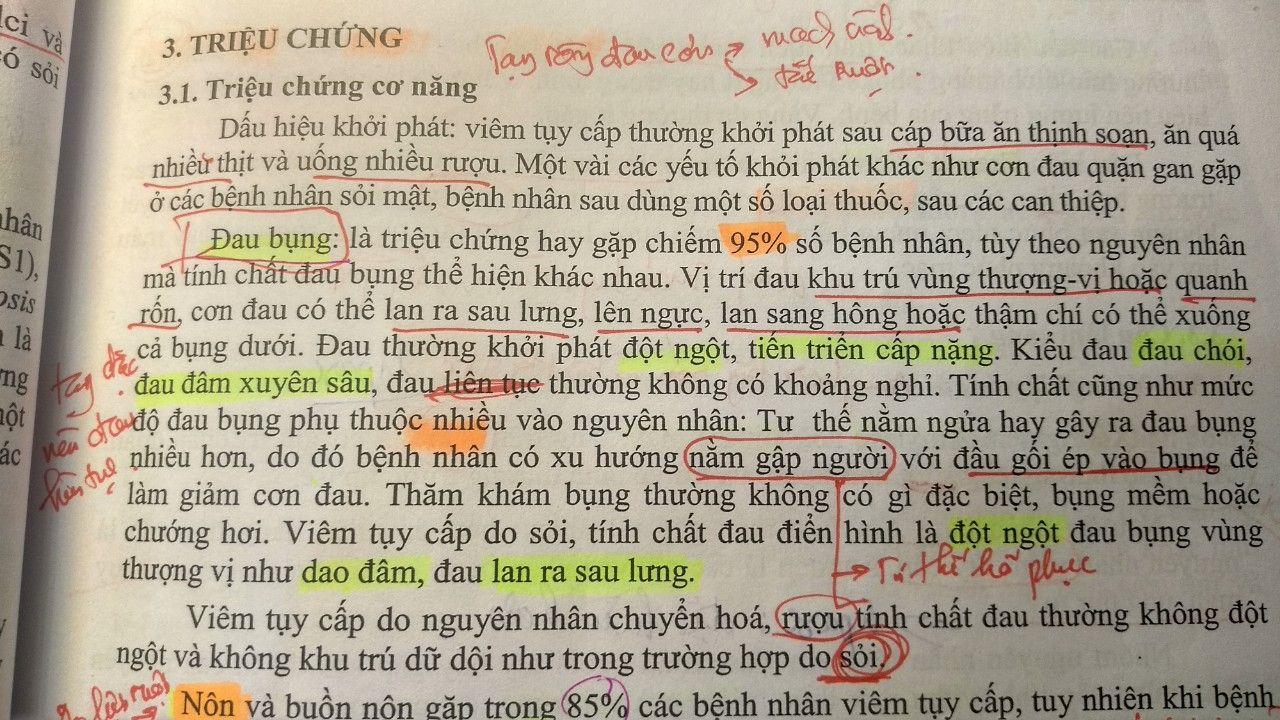 lci và
ó sỏi
3. TRIỆU CHỨNG
Tạng rỗng đau cơn
mạch mật.
tắc ruột.
3.1. Triệu chứng cơ năng
Dấu hiệu khởi phát: viêm tụy cấp thường khởi phát sau cáp bữa ăn thịnh soạn, ăn quá
nhiều thịt và uống nhiều rượu. Một vài các yếu tố khỏi phát khác như cơn đau quặn gan gặp
ở các bệnh nhân sỏi mật, bệnh nhân sau dùng một số loại thuốc, sau các can thiệp.
Đau bụng: là triệu chứng hay gặp chiếm 95% số bệnh nhân, tùy theo nguyên nhân
mà tính chất đau bụng thể hiện khác nhau. Vị trí đau khu trú vùng thượng-vị hoặc quanh
rốn, cơn đau có thể lan ra sau lưng, lên ngực, lan sang hông hoặc thậm chí có thể xuống
cả bụng dưới. Đau thường khởi phát đột ngột, tiến triển cấp nặng. Kiểu đau đau chói,
đau đâm xuyên sâu, đau liên tục thường không có khoảng nghỉ. Tính chất cũng như mức
độ đau bụng phụ thuộc nhiều vào nguyên nhân: Tư thế nằm ngửa hay gây ra đau bụng
nhiều hơn, do đó bệnh nhân có xu hướng nằm gập người với đầu gối ép vào bụng để
làm giảm cơn đau. Thăm khám bụng thường không có gì đặc biệt, bụng mềm hoặc
chướng hơi. Viêm tụy cấp do sỏi, tính chất đau điển hình là đột ngột đau bụng vùng
thượng vị như dao đâm, đau lan ra sau lưng.
Viêm tụy cấp do nguyên nhân chuyển hoá, rượu tính chất đau thường không đột
ngột và không khu trú dữ dội như trong trường hợp do sỏi.
Nôn và buồn nôn gặp trong 85% các bệnh nhân viêm tụy cấp, tuy nhiên khi bệnh
tạng đặc
nên đau
liên tục
Tư thế hồ phục
nhân
S1),
osis
là
ng
ột
ác